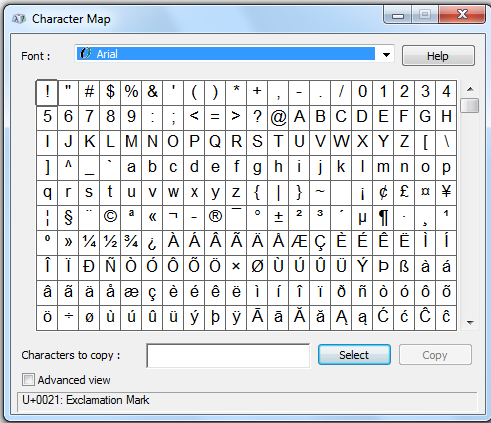 Character Map
Font : Arial Help
! " # $ % & ' ( ) * + , - . / 0 1 2 3 4
5 6 7 8 9 : ; < = > ? @ A B C D E F G H
I J K L M N O P Q R S T U V W X Y Z [ \
] ^ _ ` a b c d e f g h i j k l m n o p
q r s t u v w x y z { | } ~ ¡ ¢ £ ¤ ¥
¦ § ¨ © ª « ¬ - ® ¯ ° ± ² ³ ´ µ ¶ · ¸ ¹
º » ¼ ½ ¾ ¿ À Á Â Ã Ä Å Æ Ç È É Ê Ë Ì Í
Î Ï Ð Ñ Ò Ó Ô Õ Ö × Ø Ù Ú Û Ü Ý Þ ß à á
â ã ä å æ ç è é ê ë ì í î ï ð ñ ò ó ô õ
ö ÷ ø ù ú û ü ý þ ÿ Ā ā Ă ă Ą ą Ć ć Ĉ ĉ
Characters to copy : Select Copy
Advanced view
U+0021: Exclamation Mark